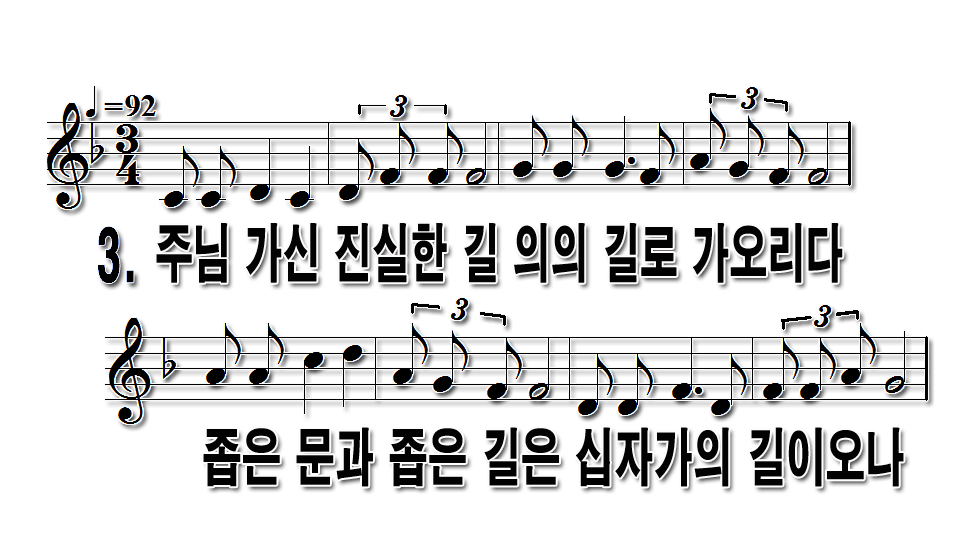 ♩=92
3
4
3 3
3. 주님 가신 진실한 길 의의 길로 가오리다
3 3
좁은 문과 좁은 길은 십자가의 길이오나